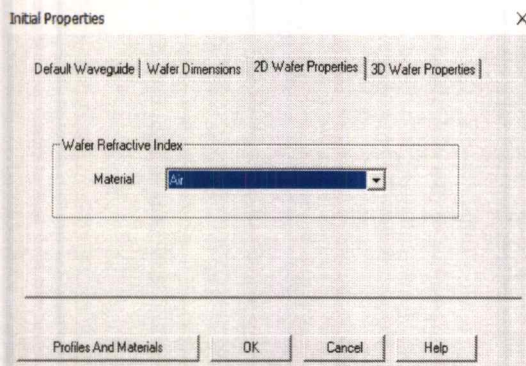 Initial Properties X
Default Waveguide | Wafer Dimensions 2D Wafer Properties | 3D Wafer Properties |
Wafer Refractive Index
Material Air
Profiles And Materials OK Cancel Help